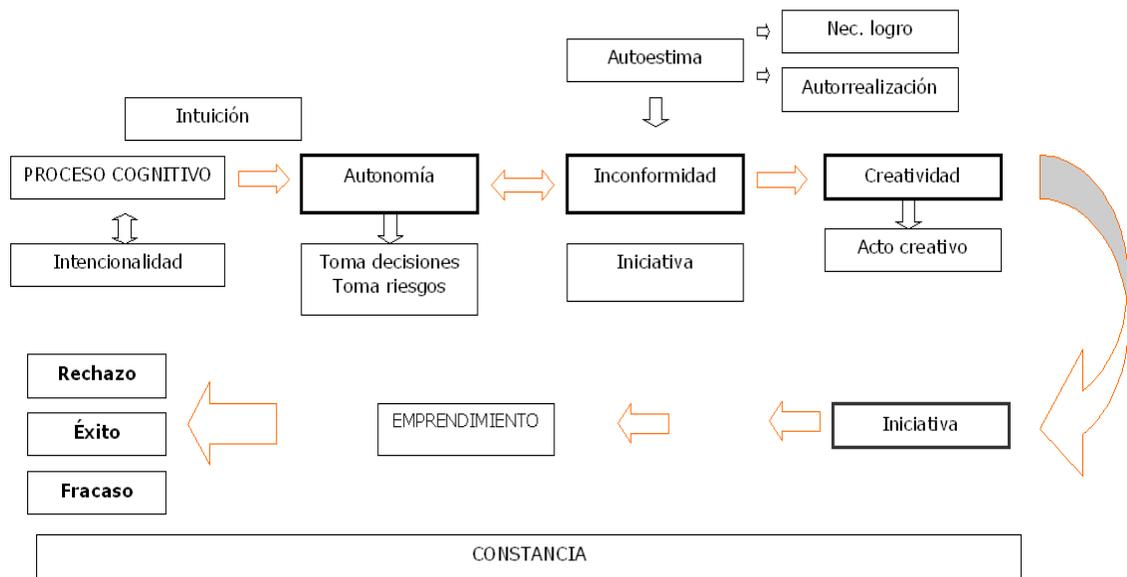 Nec. logro
Autoestima
Autorrealización
Intuición
PROCESO COGNITIVO
Autonomía
Inconformidad
Creatividad
Intencionalidad
Toma decisiones
Toma riesgos
Iniciativa
Acto creativo
Rechazo
Éxito
Fracaso
EMPRENDIMIENTO
Iniciativa
CONSTANCIA